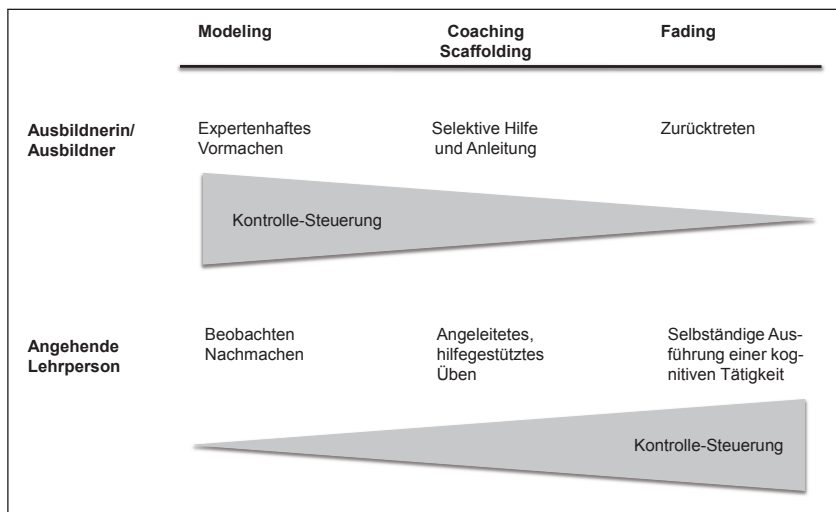 Modeling
Coaching
Scaffolding
Fading
Ausbildnerin/
Ausbildner
Expertenhaftes
Vormachen
Selektive Hilfe
und Anleitung
Zurücktreten
Kontrolle-Steuerung
Angehende
Lehrperson
Beobachten
Nachmachen
Angeleitetes,
hilfegestütztes
Üben
Selbständige Aus-
führung einer kog-
nitiven Tätigkeit
Kontrolle-Steuerung